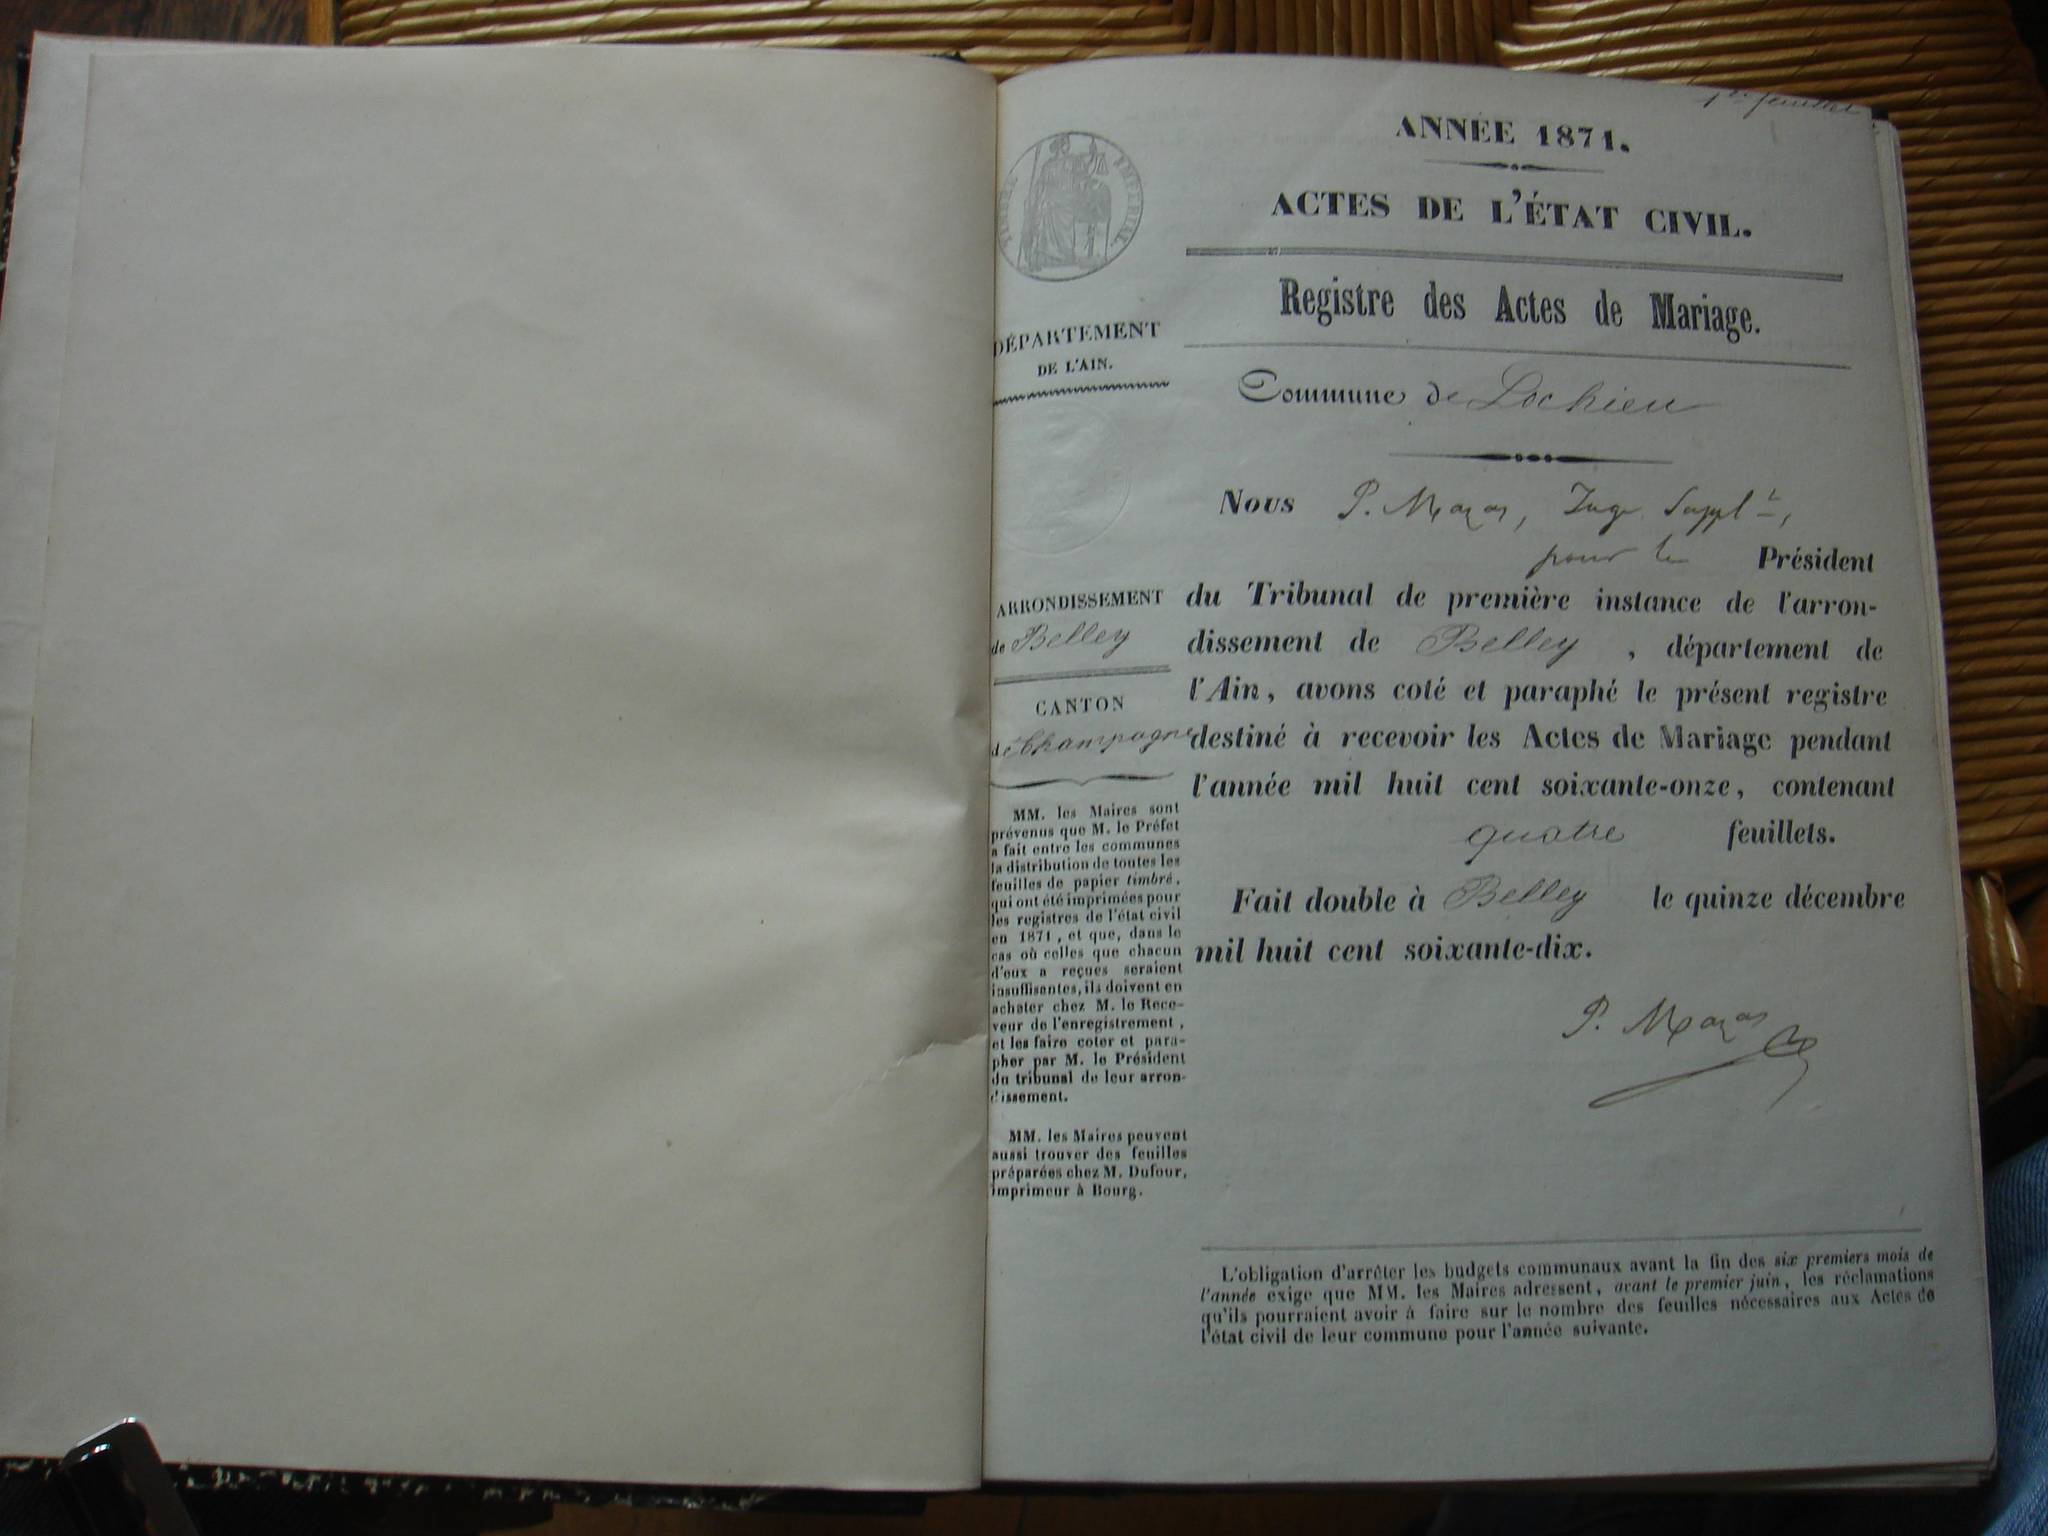 1er feuillet
ANNÉE 1871.
ACTES DE L'ÉTAT CIVIL.
Registre des Actes de Mariage.
Commune de Lochieu
TIMBRE IMPÉRIAL.
DÉPARTEMENT
DE L'AIN.
ARRONDISSEMENT
de Belley
CANTON
de Champagne
MM. les Maires sont
prévenus que M. le Préfet
a fait entre les communes
la distribution de toutes les
feuilles de papier timbré,
qui ont été imprimées pour
les registres de l'état civil
en 1871, et que, dans le
cas où celles que chacun
d'eux a reçues seraient
insuffisantes, ils doivent en
acheter chez M. le Rece-
veur de l'enregistrement,
et les faire coter et para-
pher par M. le Président
du tribunal de leur arron-
dissement.
MM. les Maires peuvent
aussi trouver des feuilles
préparées chez M. Dufour,
imprimeur à Bourg.
Nous P. Mazas, Juge Supplt,
pour le Président
du Tribunal de première instance de l'arron-
dissement de Belley, département de
l'Ain, avons coté et paraphé le présent registre
destiné à recevoir les Actes de Mariage pendant
l'année mil huit cent soixante-onze, contenant
quatre feuillets.
Fait double à Belley le quinze décembre
mil huit cent soixante-dix.
P. Mazas
L'obligation d'arrêter les budgets communaux avant la fin des six premiers mois de
l'année exige que MM. les Maires adressent, avant le premier juin, les réclamations
qu'ils pourraient avoir à faire sur le nombre des feuilles nécessaires aux Actes de
l'état civil de leur commune pour l'année suivante.